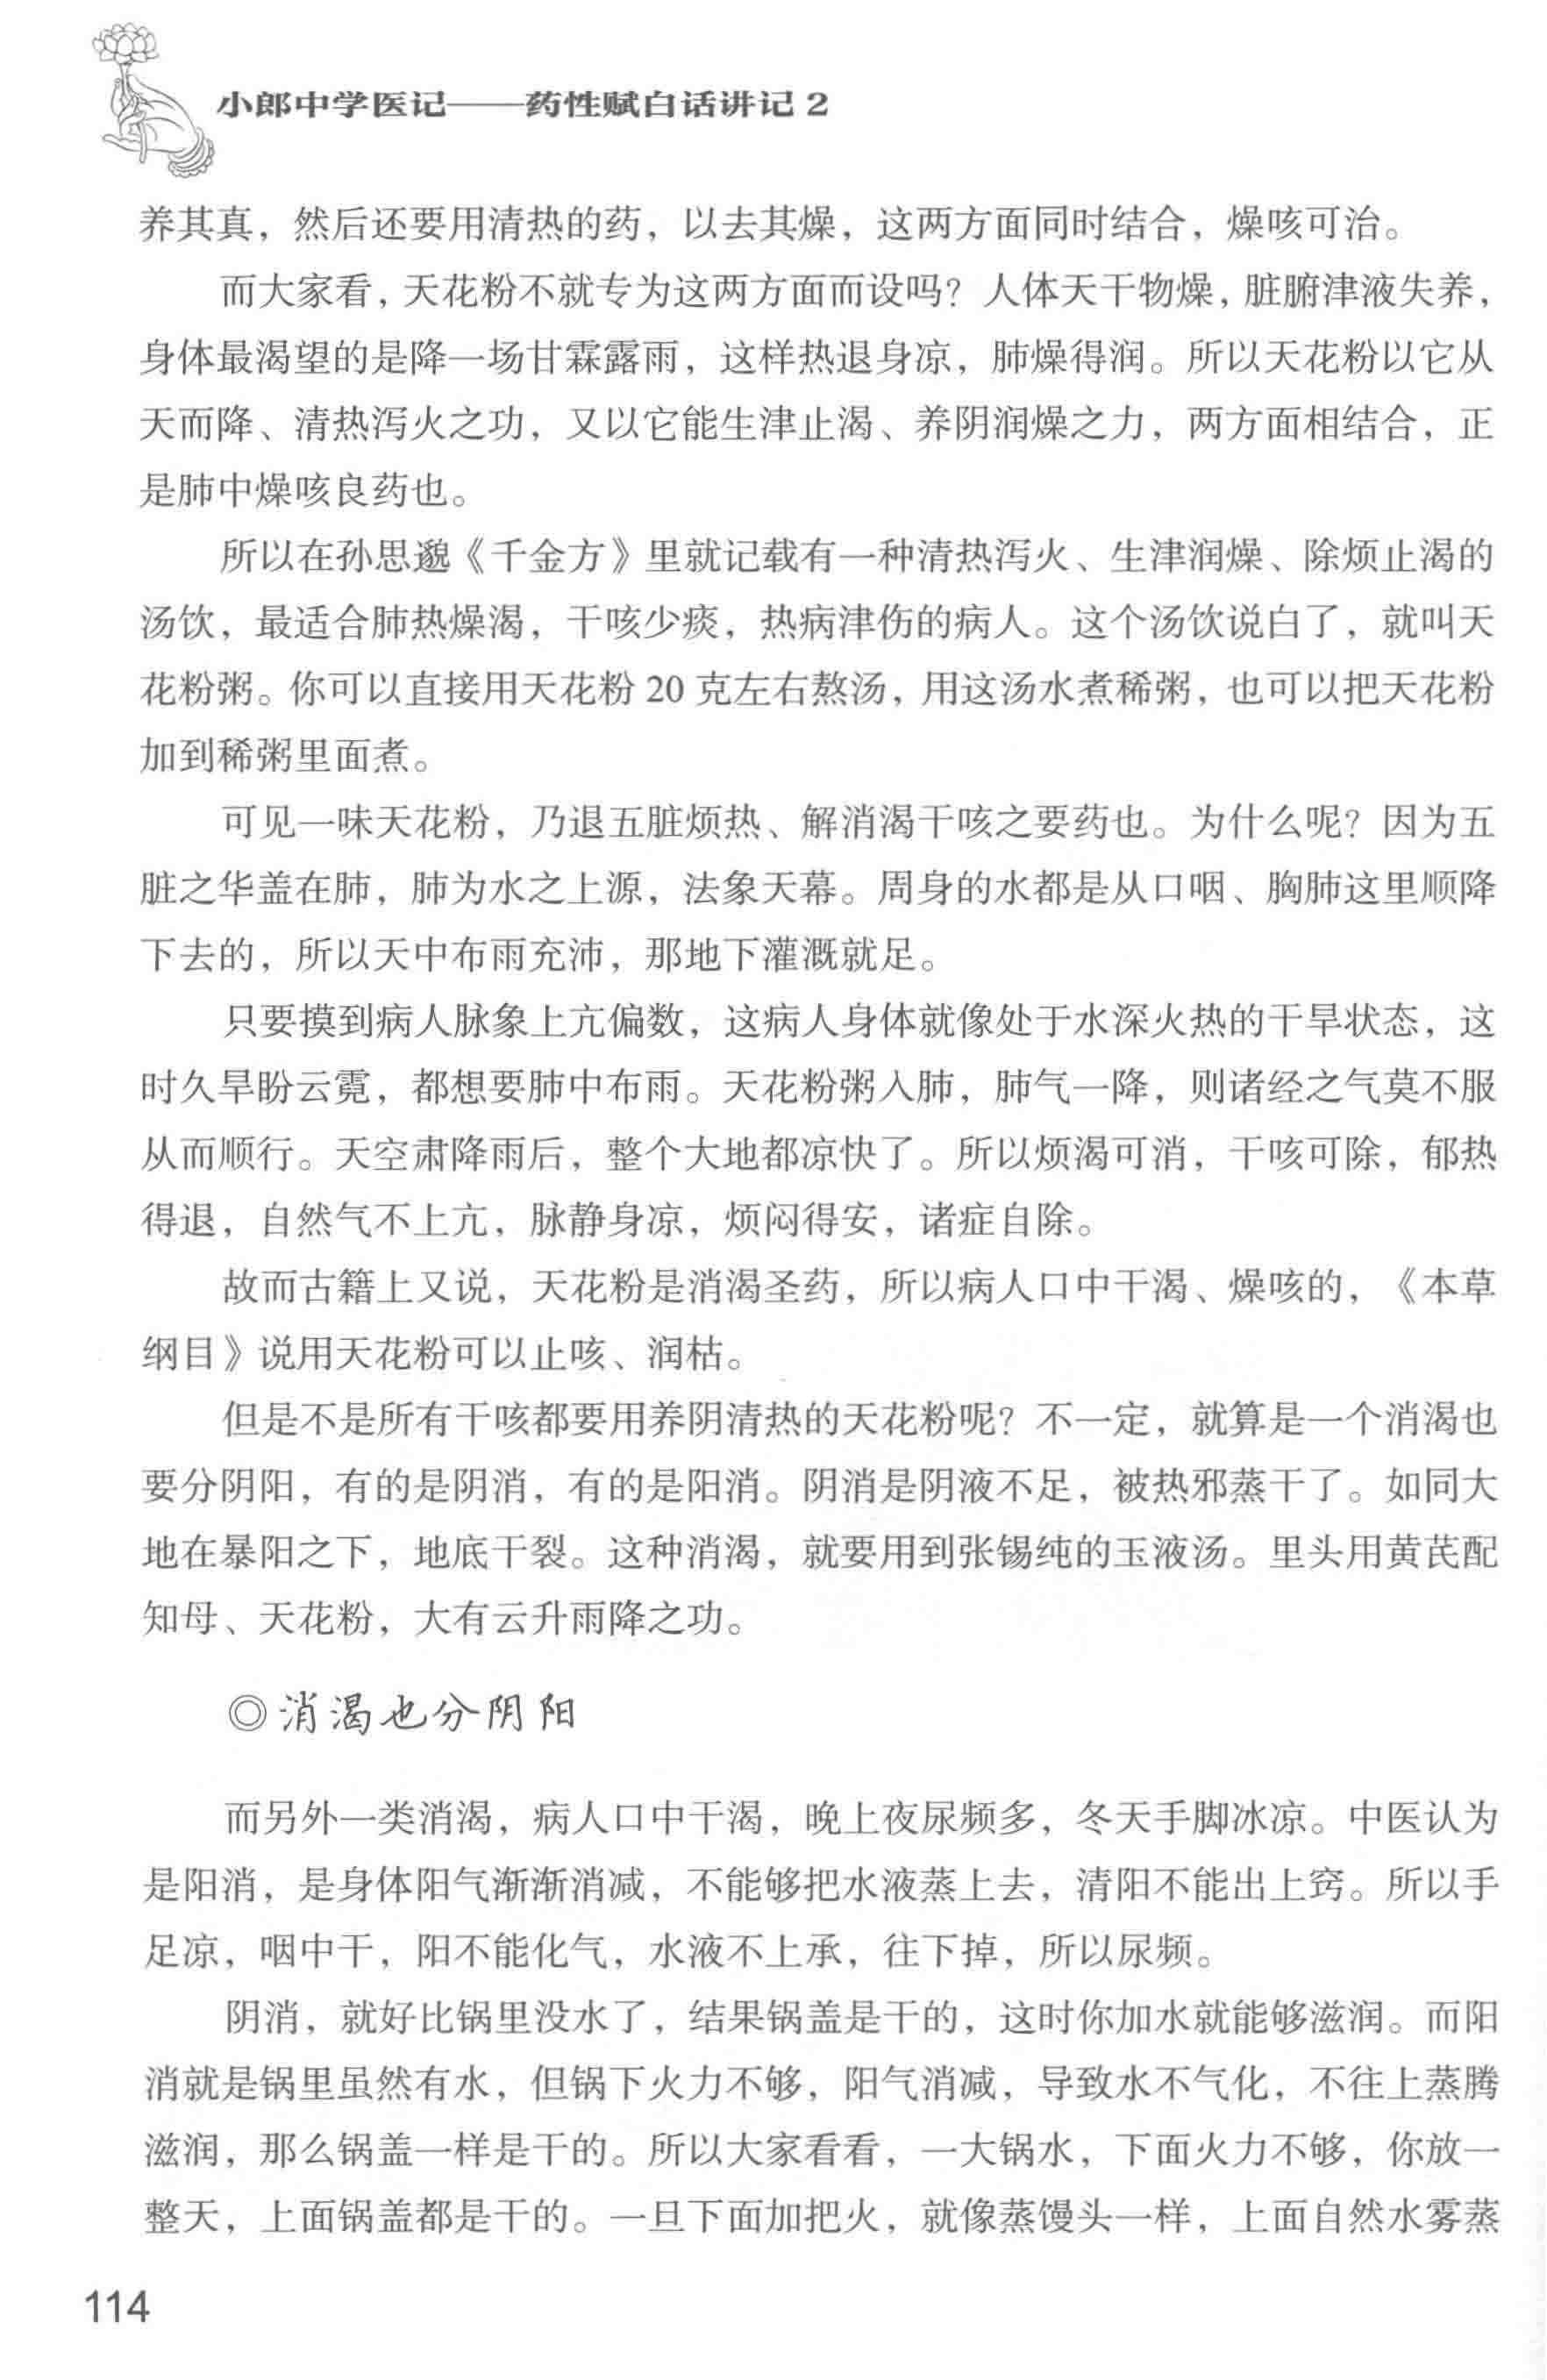 小郎中学医记——药性赋白话讲记 2
养其真，然后还要用清热的药，以去其燥，这两方面同时结合，燥咳可治。
而大家看，天花粉不就专为这两方面而设吗？人体天干物燥，脏腑津液失养，
身体最渴望的是降一场甘霖露雨，这样热退身凉，肺燥得润。所以天花粉以它从
天而降、清热泻火之功，又以它能生津止渴、养阴润燥之力，两方面相结合，正
是肺中燥咳良药也。
所以在孙思邈《千金方》里就记载有一种清热泻火、生津润燥、除烦止渴的
汤饮，最适合肺热燥渴，干咳少痰，热病津伤的病人。这个汤饮说白了，就叫天
花粉粥。你可以直接用天花粉 20 克左右熬汤，用这汤水煮稀粥，也可以把天花粉
加到稀粥里面煮。
可见一味天花粉，乃退五脏烦热、解消渴干咳之要药也。为什么呢？因为五
脏之华盖在肺，肺为水之上源，法象天幕。周身的水都是从口咽、胸肺这里顺降
下去的，所以天中布雨充沛，那地下灌溉就足。
只要摸到病人脉象上亢偏数，这病人身体就像处于水深火热的干旱状态，这
时久旱盼云霓，都想要肺中布雨。天花粉粥入肺，肺气一降，则诸经之气莫不服
从而顺行。天空肃降雨后，整个大地都凉快了。所以烦渴可消，干咳可除，郁热
得退，自然气不上亢，脉静身凉，烦闷得安，诸症自除。
故而古籍上又说，天花粉是消渴圣药，所以病人口中干渴、燥咳的，《本草
纲目》说用天花粉可以止咳、润枯。
但是不是所有干咳都要用养阴清热的天花粉呢？不一定，就算是一个消渴也
要分阴阳，有的是阴消，有的是阳消。阴消是阴液不足，被热邪蒸干了。如同大
地在暴阳之下，地底干裂。这种消渴，就要用到张锡纯的玉液汤。里头用黄芪配
知母、天花粉，大有云升雨降之功。
◎消渴也分阴阳
而另外一类消渴，病人口中干渴，晚上夜尿频多，冬天手脚冰凉。中医认为
是阳消，是身体阳气渐渐消减，不能够把水液蒸上去，清阳不能出上窍。所以手
足凉，咽中干，阳不能化气，水液不上承，往下掉，所以尿频。
阴消，就好比锅里没水了，结果锅盖是干的，这时你加水就能够滋润。而阳
消就是锅里虽然有水，但锅下火力不够，阳气消减，导致水不气化，不往上蒸腾
滋润，那么锅盖一样是干的。所以大家看看，一大锅水，下面火力不够，你放一
整天，上面锅盖都是干的。一旦下面加把火，就像蒸馒头一样，上面自然水雾蒸
114